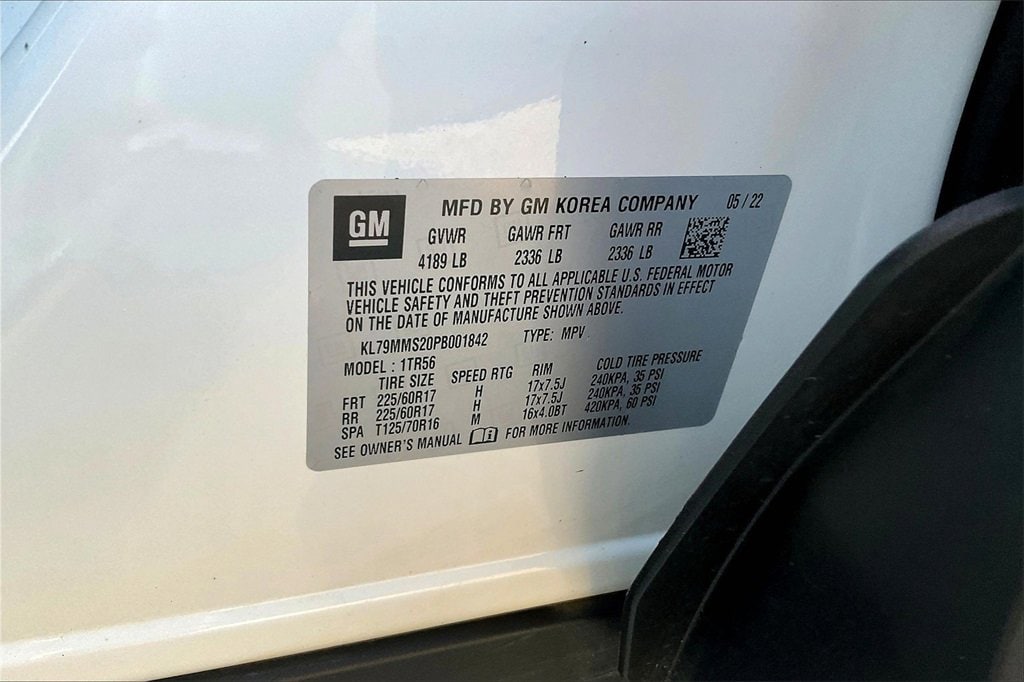 GM
MFD BY GM KOREA COMPANY 05/22
GVWR GAWR FRT GAWR RR
4189 LB 2336 LB 2336 LB
THIS VEHICLE CONFORMS TO ALL APPLICABLE U.S. FEDERAL MOTOR
VEHICLE SAFETY AND THEFT PREVENTION STANDARDS IN EFFECT
ON THE DATE OF MANUFACTURE SHOWN ABOVE.
KL79MMS20PB001842 TYPE: MPV
MODEL : 1TR56
TIRE SIZE SPEED RTG RIM COLD TIRE PRESSURE
FRT 225/60R17 H 17x7.5J 240KPA, 35 PSI
RR 225/60R17 H 17x7.5J 240KPA, 35 PSI
SPA T125/70R16 M 16x4.0BT 420KPA, 60 PSI
SEE OWNER'S MANUAL FOR MORE INFORMATION.